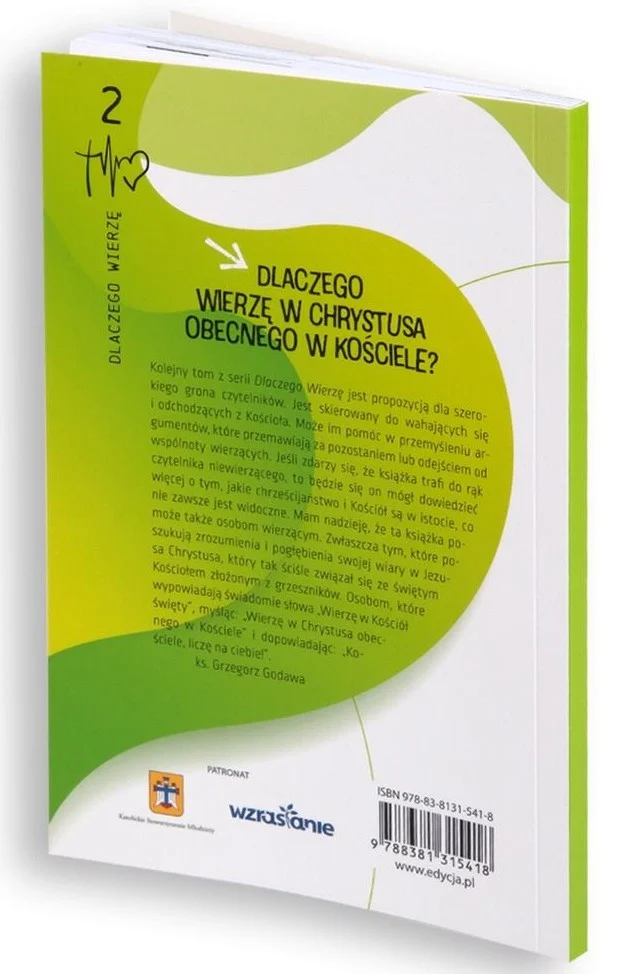 2
DLACZEGO WIERZĘ
DLACZEGO
WIERZĘ W CHRYSTUSA
OBECNEGO W KOŚCIELE?
Kolejny tom z serii Dlaczego Wierzę jest propozycją dla szero-
kiego grona czytelników. Jest skierowany do wahających się
i odchodzących z Kościoła. Może im pomóc w przemyśleniu ar-
gumentów, które przemawiają za pozostaniem lub odejściem od
wspólnoty wierzących. Jeśli zdarzy się, że książka trafi do rąk
czytelnika niewierzącego, to będzie się on mógł dowiedzieć
więcej o tym, jakie chrześcijaństwo i Kościół są w istocie, co
nie zawsze jest widoczne. Mam nadzieję, że ta książka po-
może także osobom wierzącym. Zwłaszcza tym, które po-
szukują zrozumienia i pogłębienia swojej wiary w Jezu-
sa Chrystusa, który tak ściśle związał się ze świętym
Kościołem złożonym z grzeszników. Osobom, które
wypowiadają świadomie słowa „Wierzę w Kościół
święty”, myśląc: „Wierzę w Chrystusa obec-
nego w Kościele” i dopowiadając: „Ko-
ściele, liczę na ciebie!”.
ks. Grzegorz Godawa
PATRONAT
Katolickie Stowarzyszenie Młodzieży
wzrastanie
ISBN 978-83-8131-541-8
9 788381 315418
www.edycja.pl